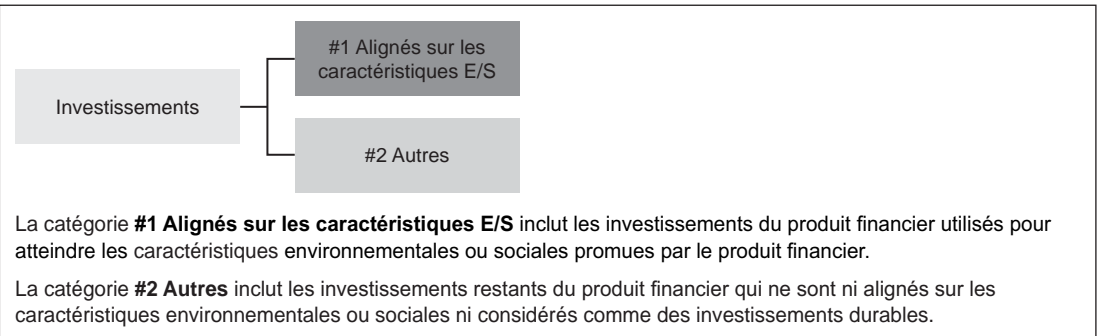 #1 Alignés sur les
caractéristiques E/S
Investissements
#2 Autres
La catégorie #1 Alignés sur les caractéristiques E/S inclut les investissements du produit financier utilisés pour
atteindre les caractéristiques environnementales ou sociales promues par le produit financier.
La catégorie #2 Autres inclut les investissements restants du produit financier qui ne sont ni alignés sur les
caractéristiques environnementales ou sociales ni considérés comme des investissements durables.